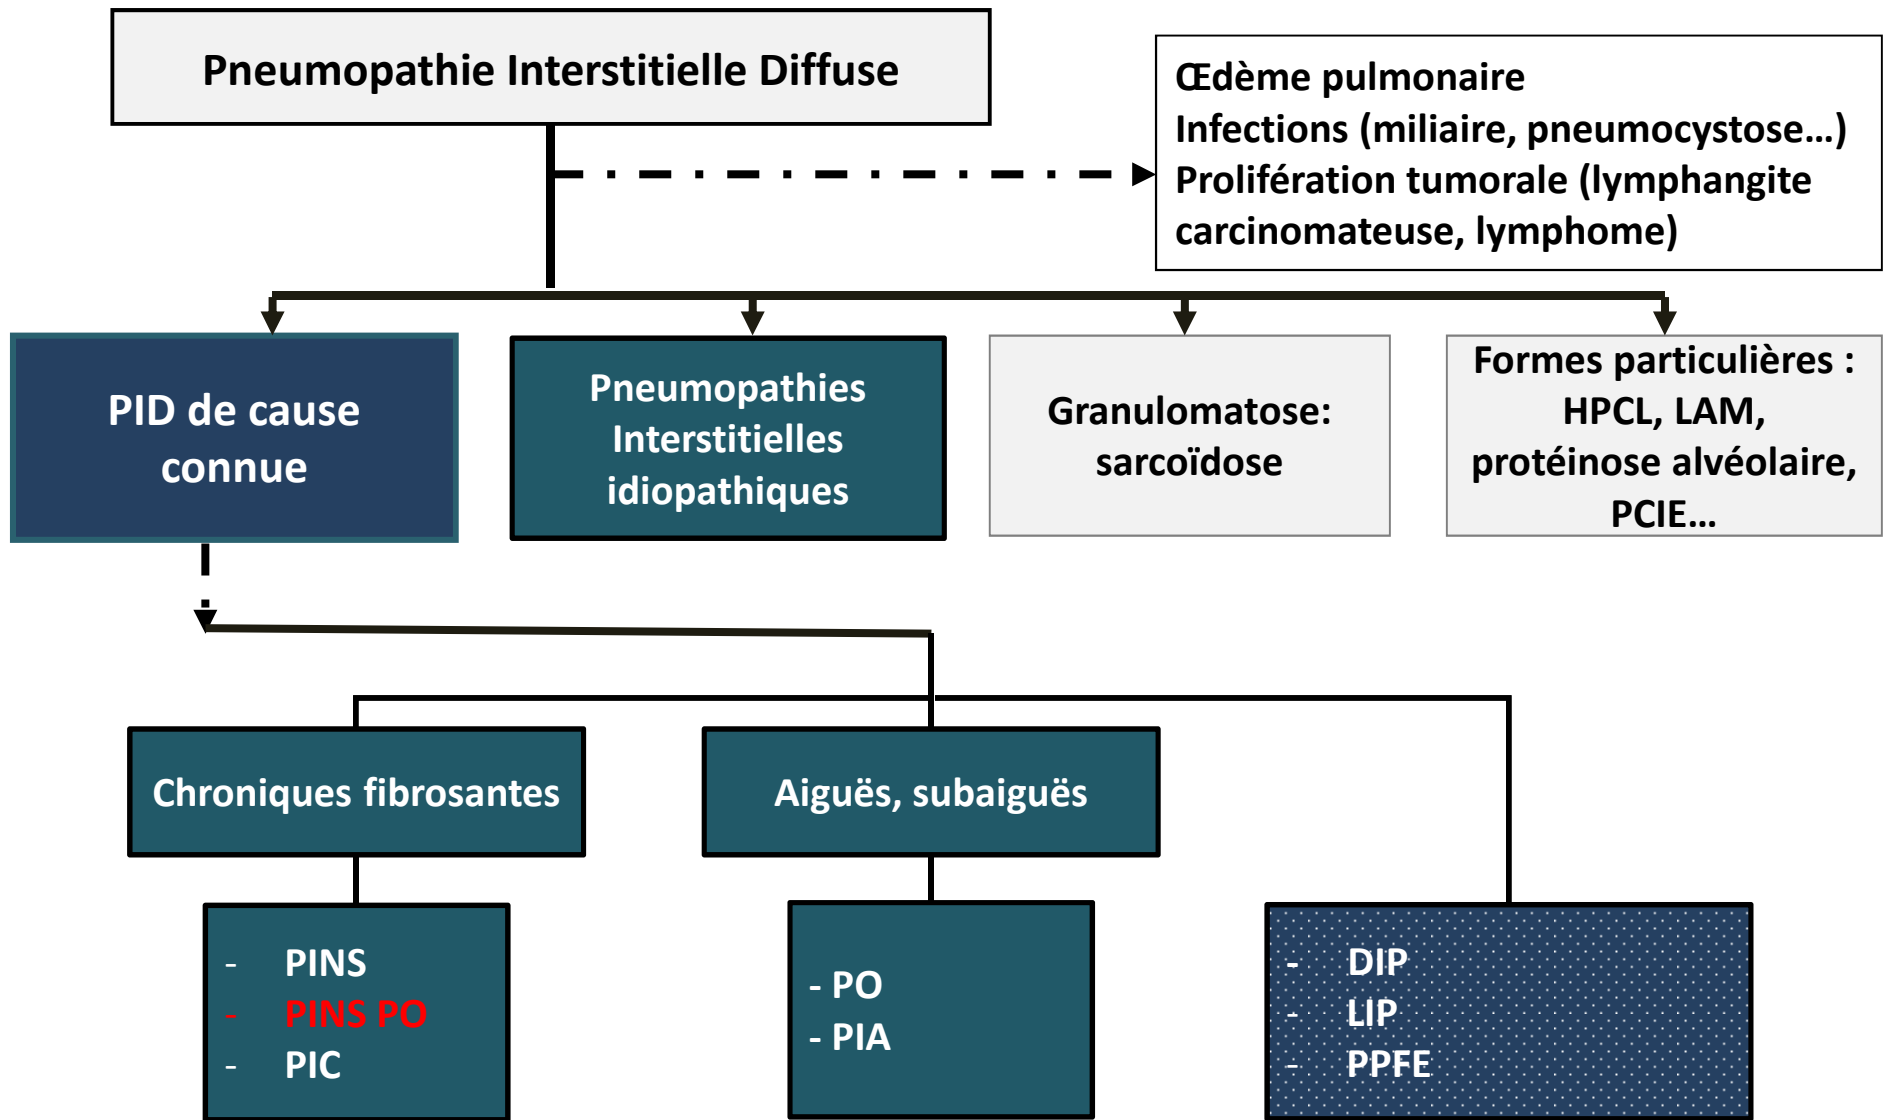 Pneumopathie Interstitielle Diffuse
Œdème pulmonaire
Infections (miliaire, pneumocystose…)
Prolifération tumorale (lymphangite
carcinomateuse, lymphome)
PID de cause
connue
Pneumopathies
Interstitielles
idiopathiques
Granulomatose:
sarcoïdose
Formes particulières :
HPCL, LAM,
protéinose alvéolaire,
PCIE…
Chroniques fibrosantes
Aiguës, subaiguës
- PINS
- PINS PO
- PIC
- PO
- PIA
- DIP
- LIP
- PPFE